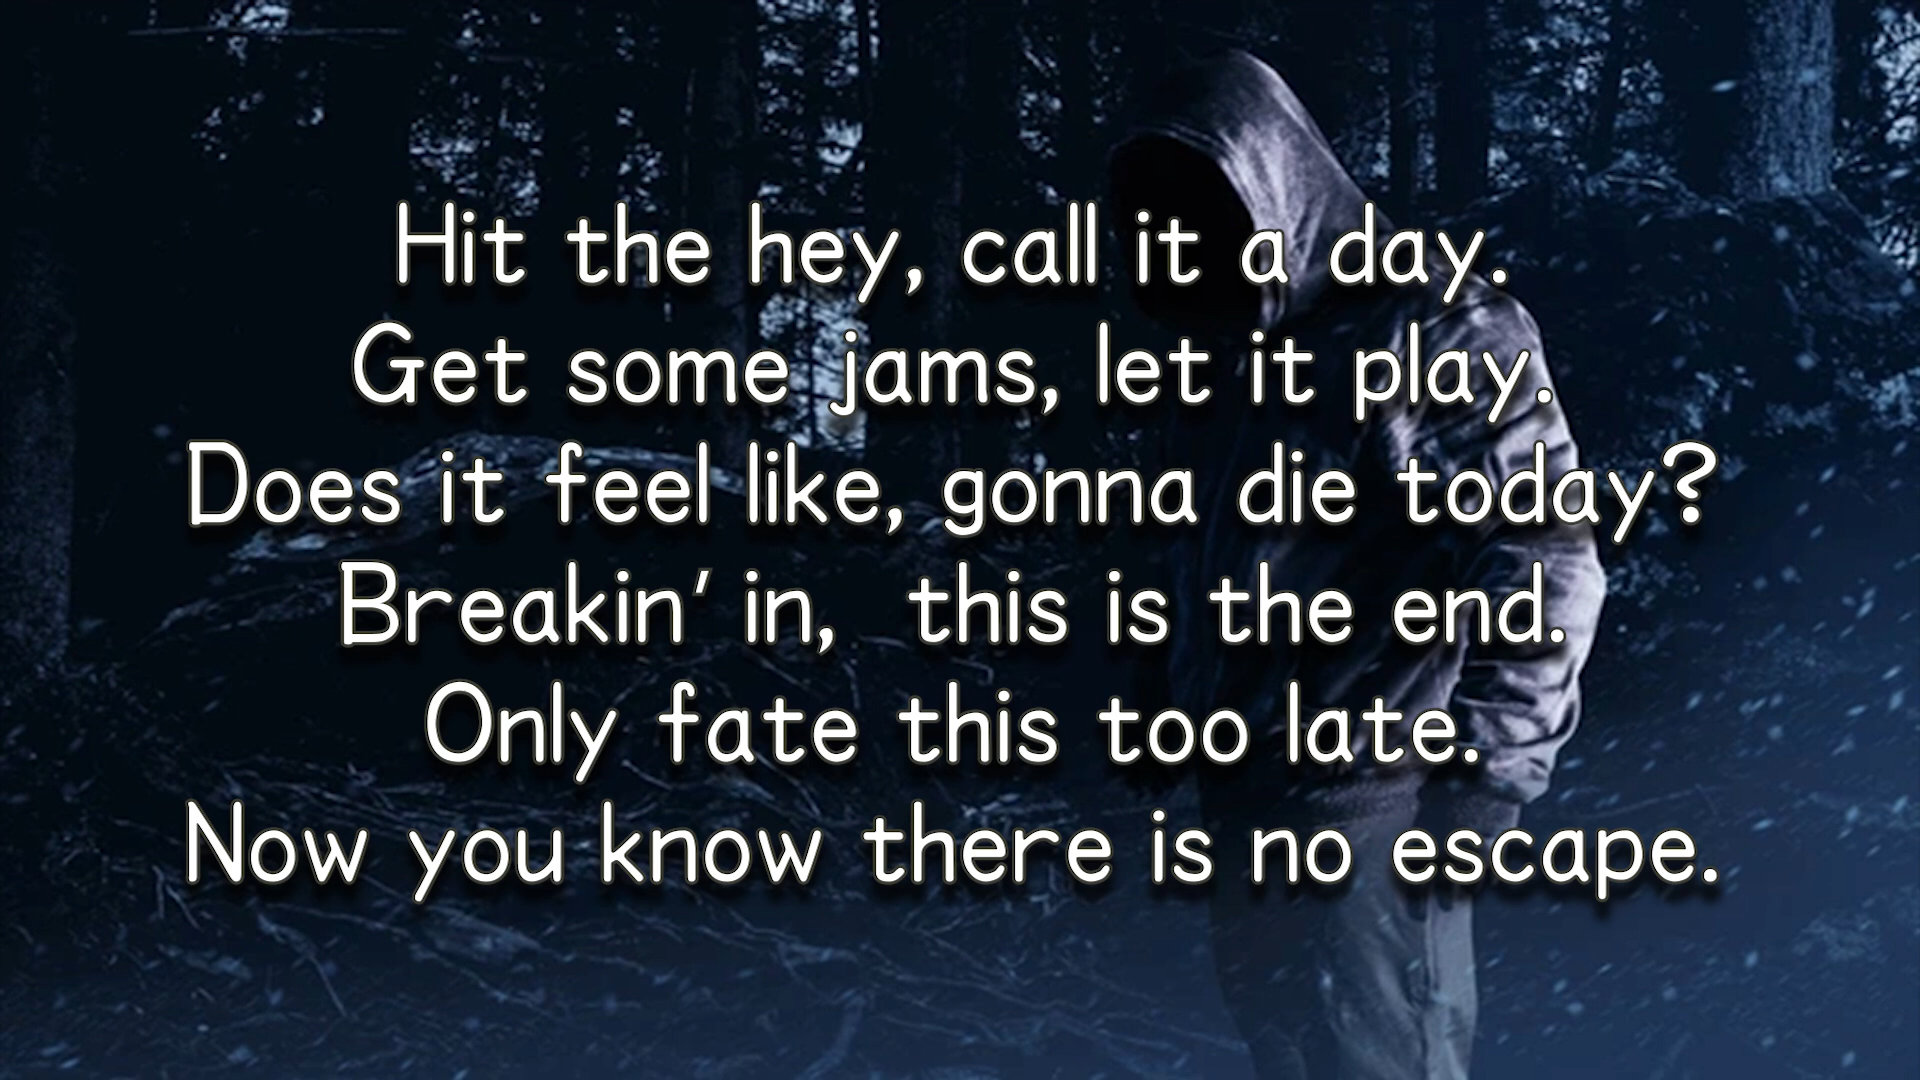 Hit the hey, call it a day.
Get some jams, let it play.
Does it feel like, gonna die today?
Breakin' in,  this is the end.
Only fate this too late.
Now you know there is no escape.